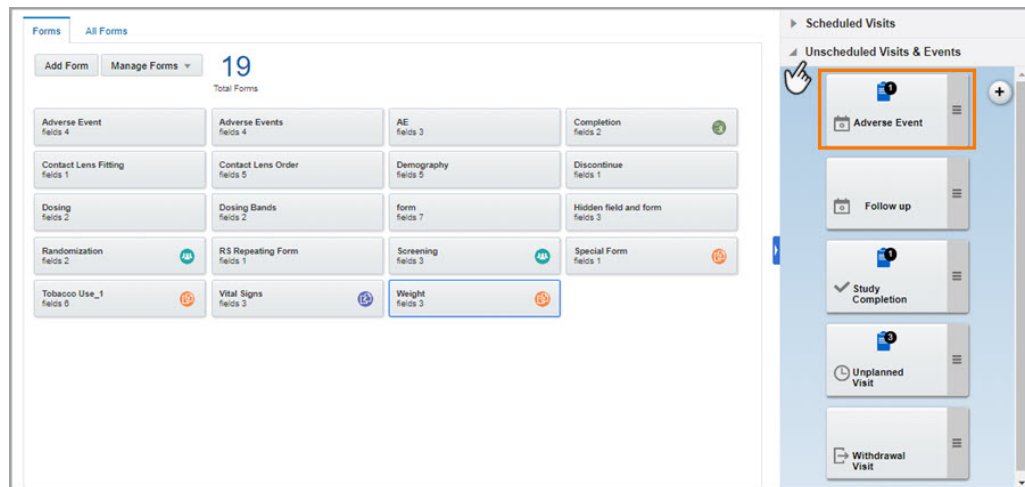 Forms
All Forms
Add Form
Manage Forms
19
Total Forms
Adverse Event
fields 4
Adverse Events
fields 4
AE
fields 3
Completion
fields 2
Contact Lens Fitting
fields 1
Contact Lens Order
fields 5
Demography
fields 5
Discontinue
fields 1
Dosing
fields 2
Dosing Bands
fields 2
form
fields 7
Hidden field and form
fields 3
Randomization
fields 2
RS Repeating Form
fields 1
Screening
fields 3
Special Form
fields 1
Tobacco Use_1
fields 6
Vital Signs
fields 3
Weight
fields 3
Scheduled Visits
Unscheduled Visits & Events
1
Adverse Event
Follow up
1
Study
Completion
3
Unplanned
Visit
Withdrawal
Visit